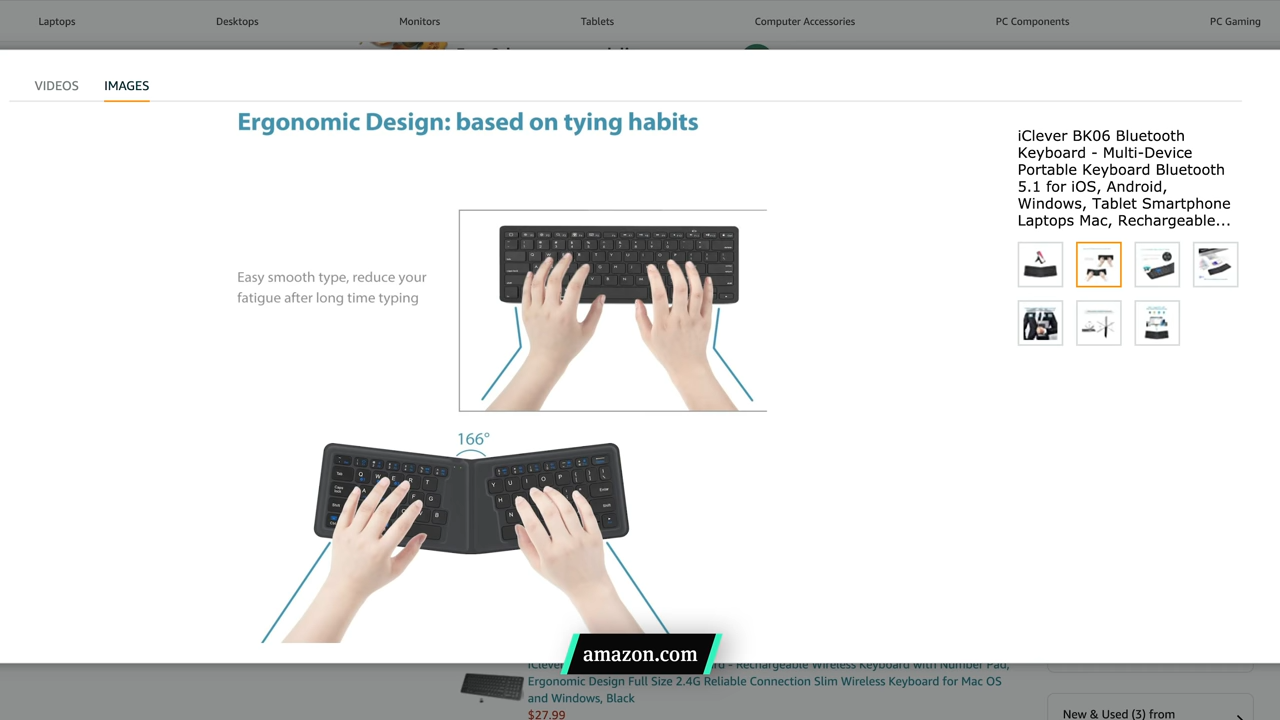 Laptops
Desktops
Monitors
Tablets
Computer Accessories
PC Components
PC Gaming
VIDEOS
IMAGES
Ergonomic Design: based on tying habits
iClever BK06 Bluetooth
Keyboard - Multi-Device
Portable Keyboard Bluetooth
5.1 for iOS, Android,
Windows, Tablet Smartphone
Laptops Mac, Rechargeable...
Easy smooth type, reduce your
fatigue after long time typing
166°
amazon.com
iClever
rd - Rechargeable Wireless Keyboard with Number Pad,
Ergonomic Design Full Size 2.4G Reliable Connection Slim Wireless Keyboard for Mac OS
and Windows, Black
$27.99
New & Used (3) from